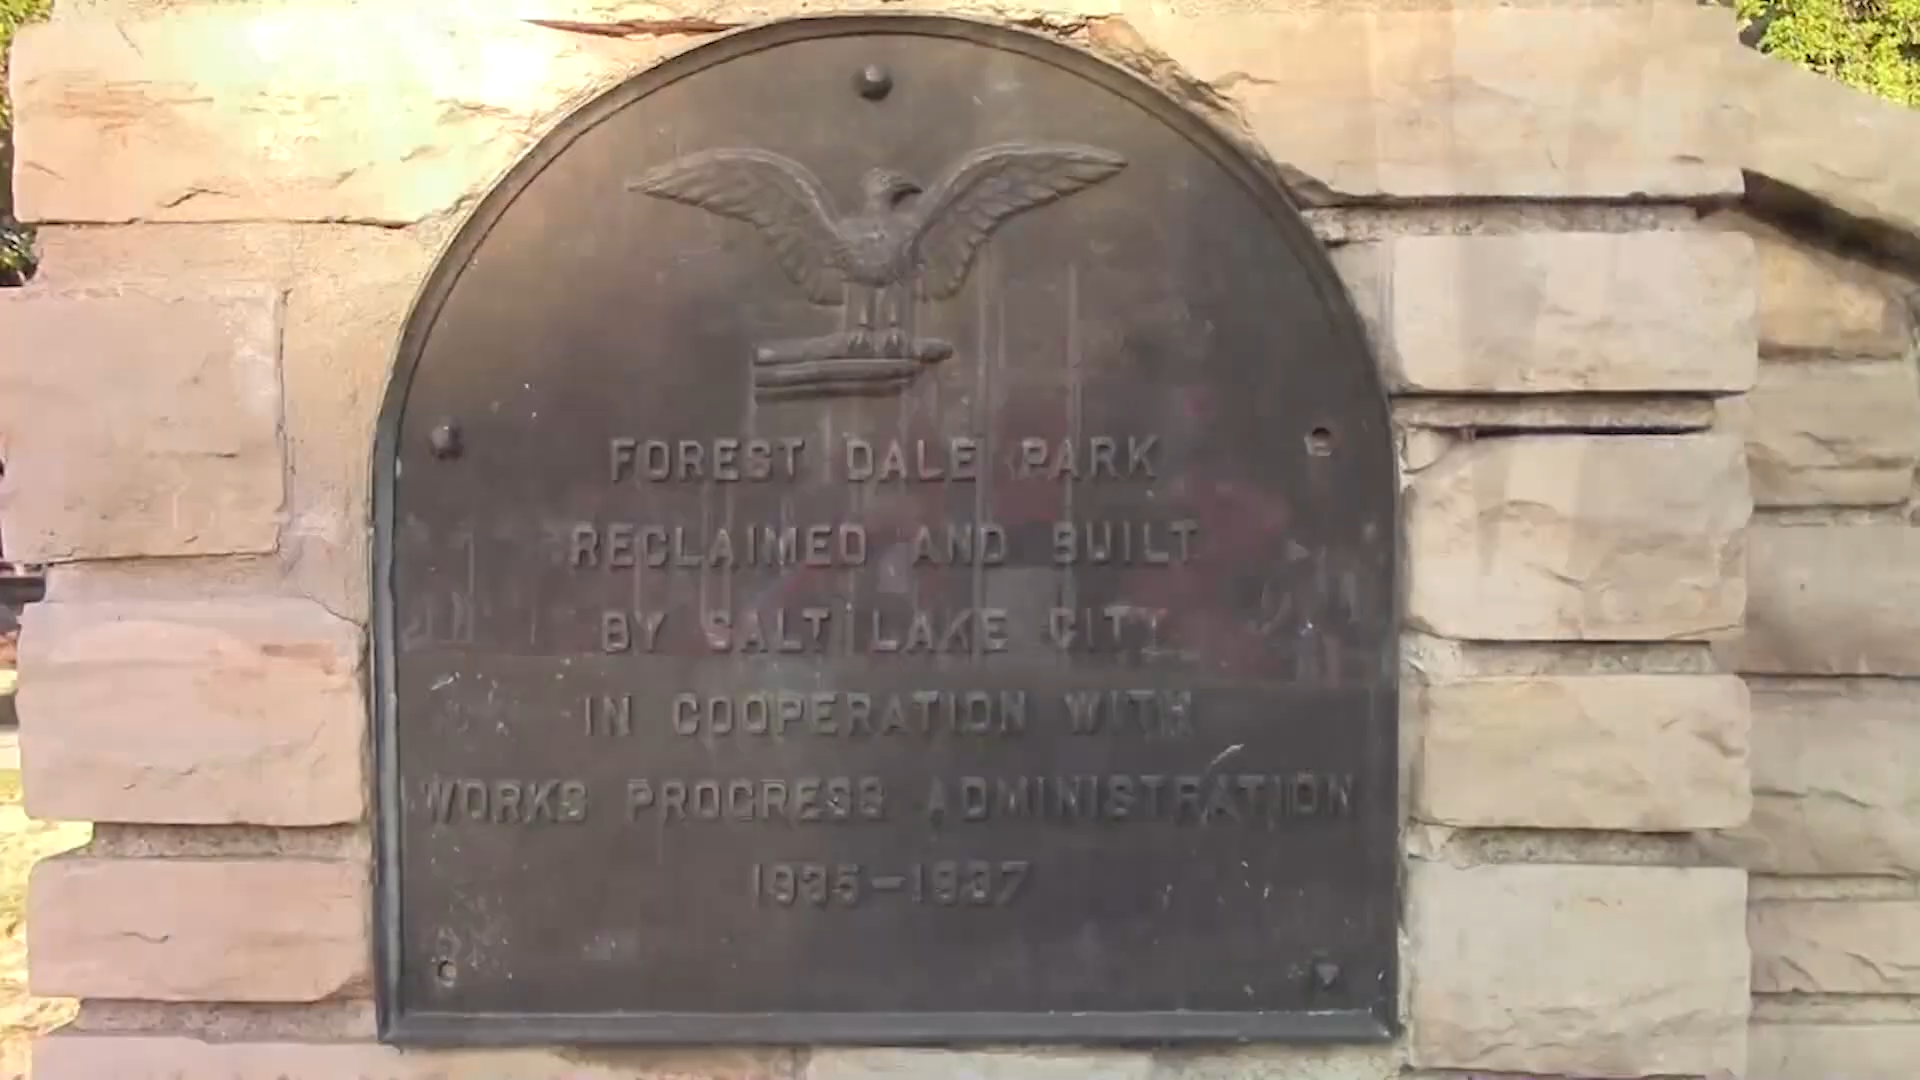 FOREST DALE PARK
RECLAIMED AND BUILT
BY SALT LAKE CITY
IN COOPERATION WITH
WORKS PROGRESS ADMINISTRATION
1935-1937